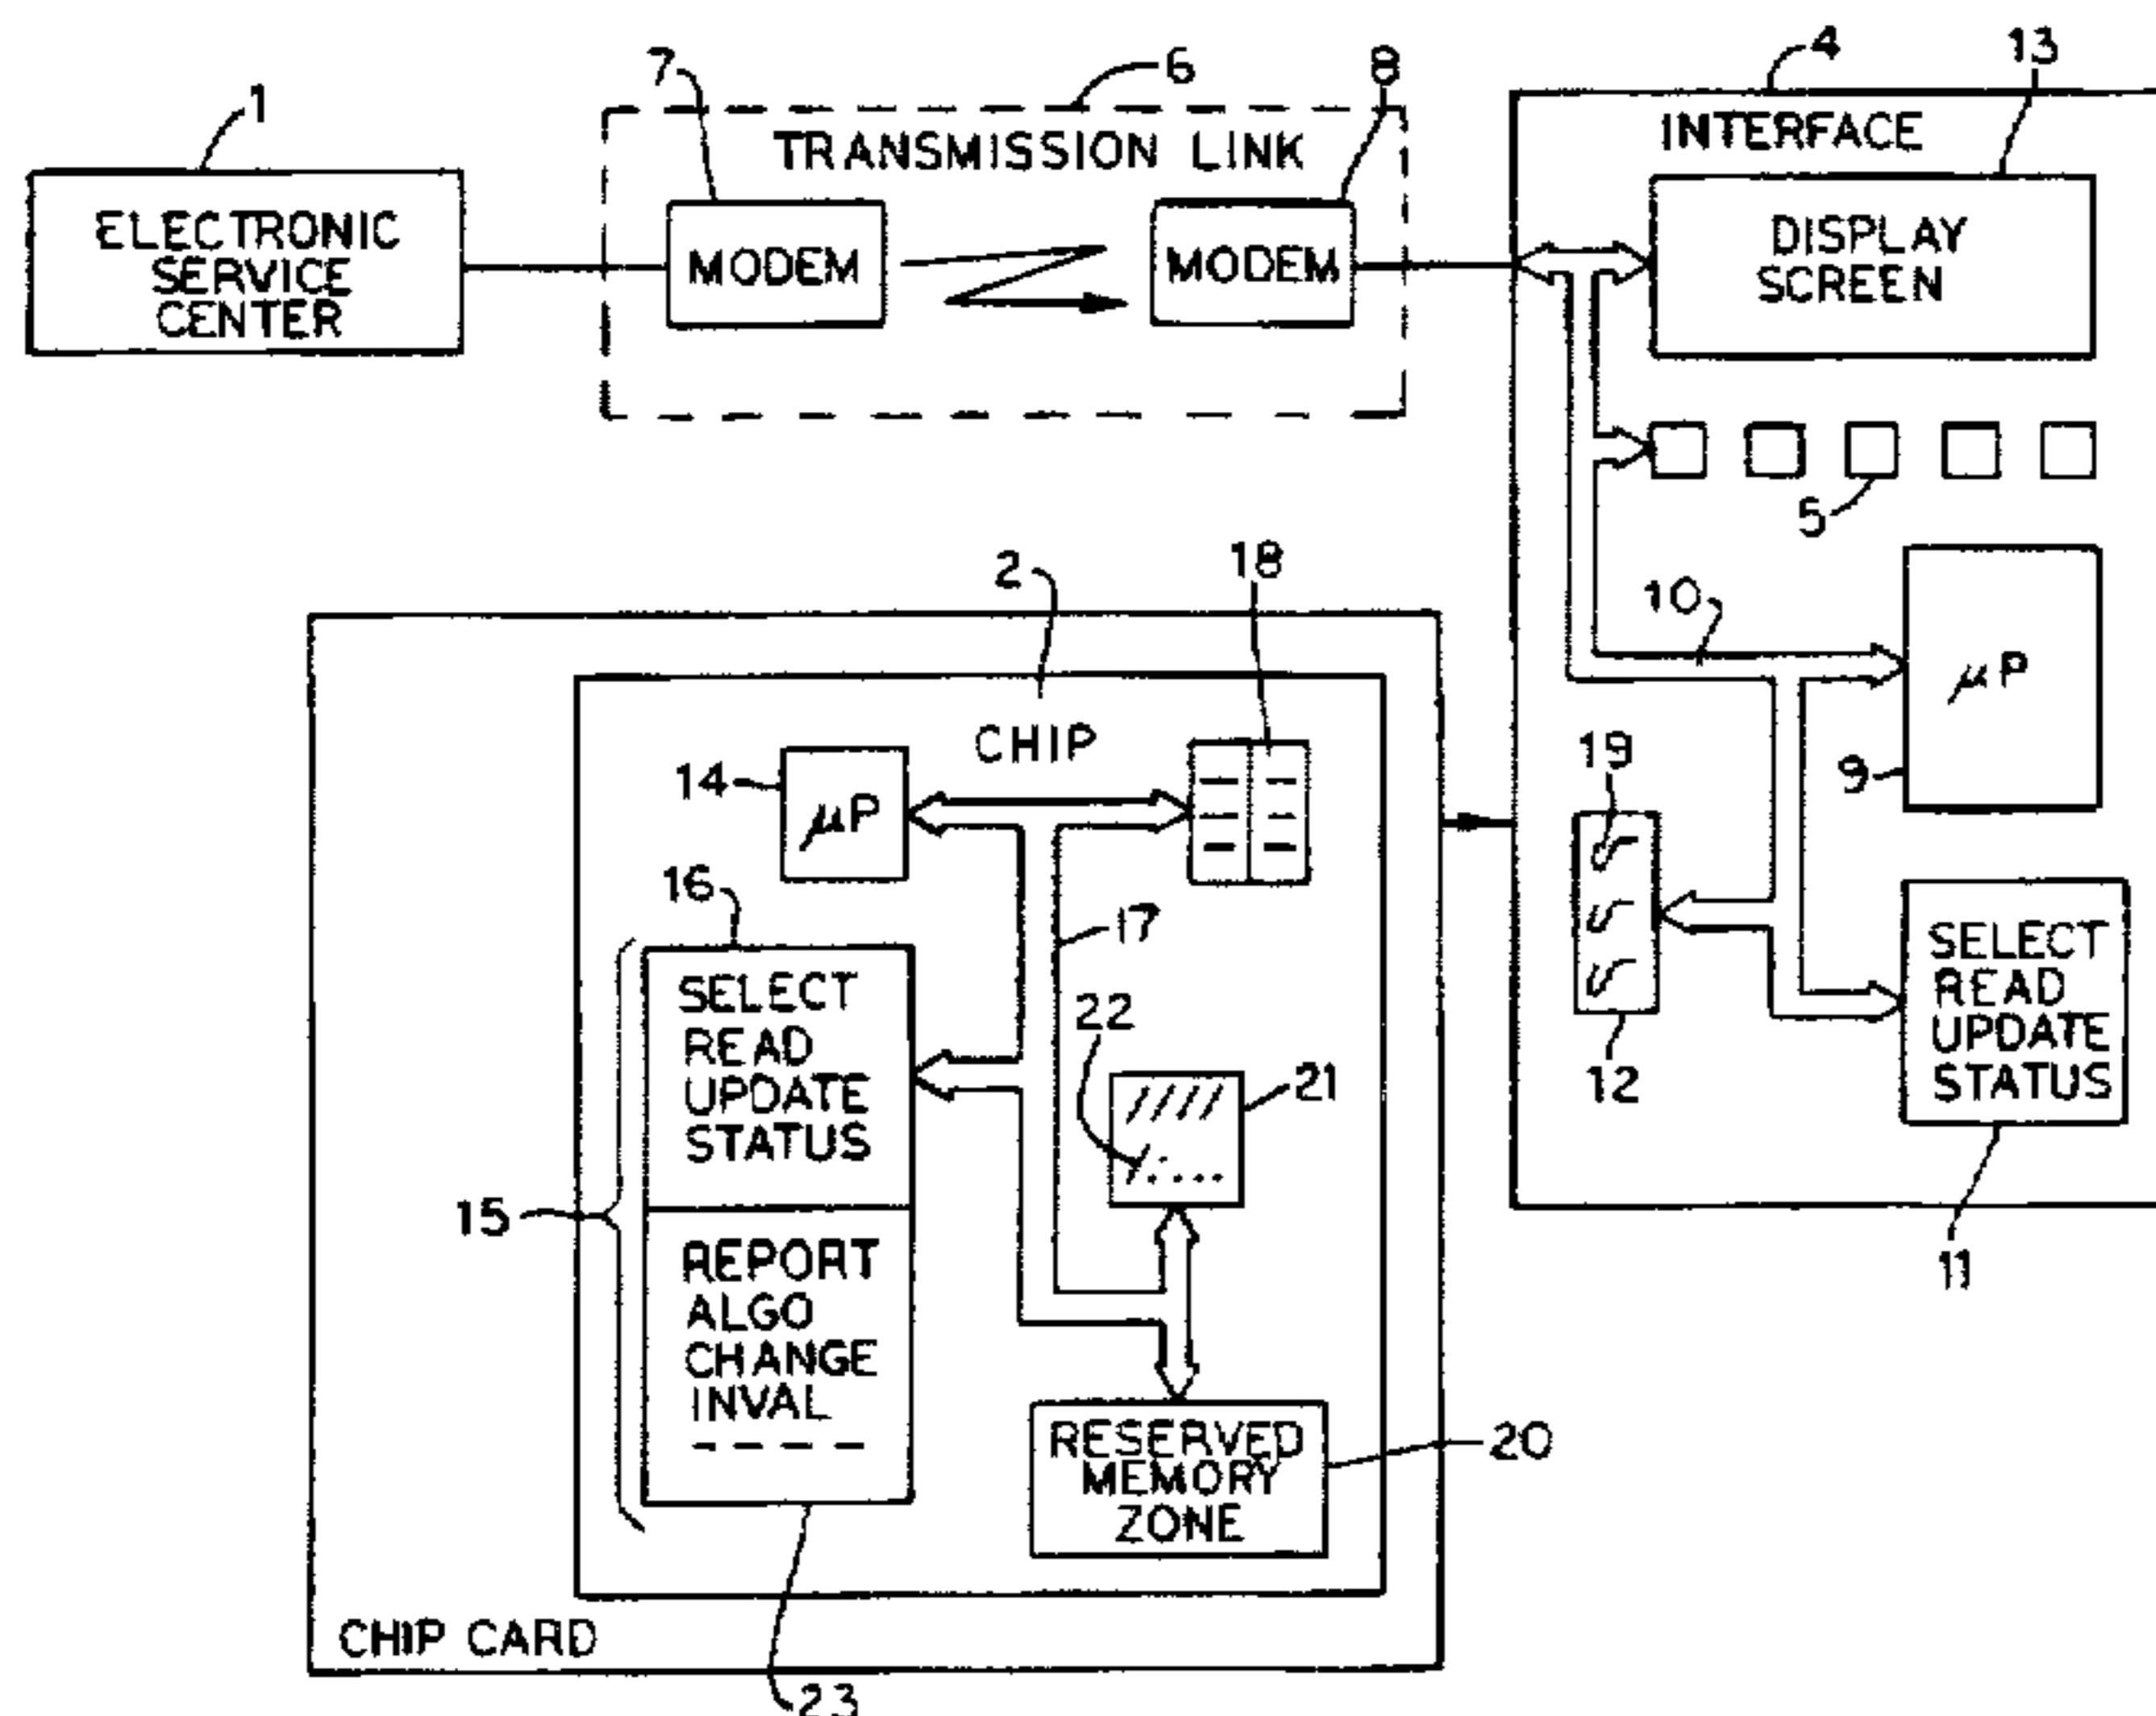 1
7
6
8
4
13
ELECTRONIC
SERVICE
CENTER
TRANSMISSION LINK
MODEM
MODEM
INTERFACE
DISPLAY
SCREEN
5
10
μP
9
19
12
SELECT
READ
UPDATE
STATUS
11
2
18
CHIP
14
μP
16
17
SELECT
READ
UPDATE
STATUS
15
REPORT
ALGO
CHANGE
INVAL
22
21
RESERVED
MEMORY
ZONE
20
CHIP CARD
23